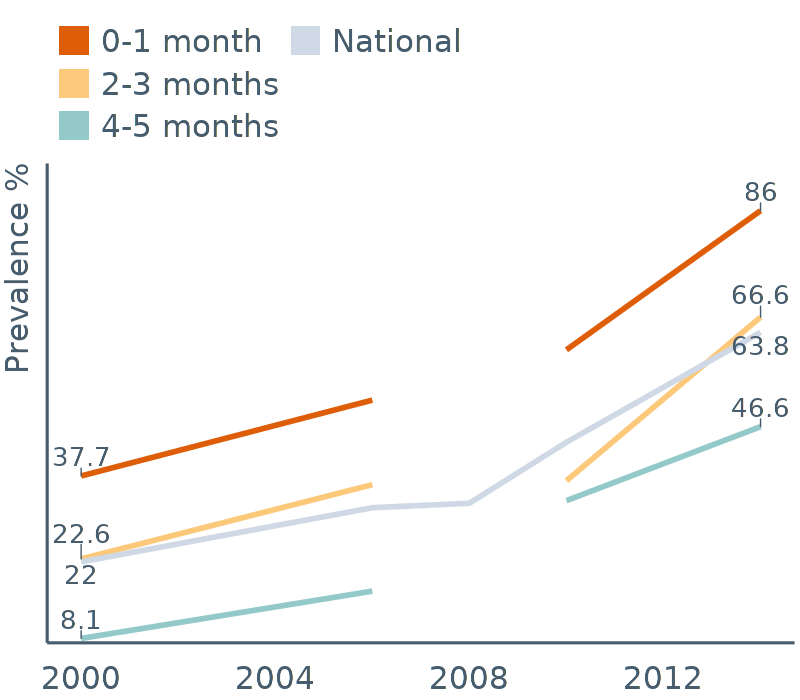 0-1 month
National
2-3 months
4-5 months
Prevalence %
86
66.6
63.8
46.6
37.7
22.6
22
8.1
2000 2004 2008 2012